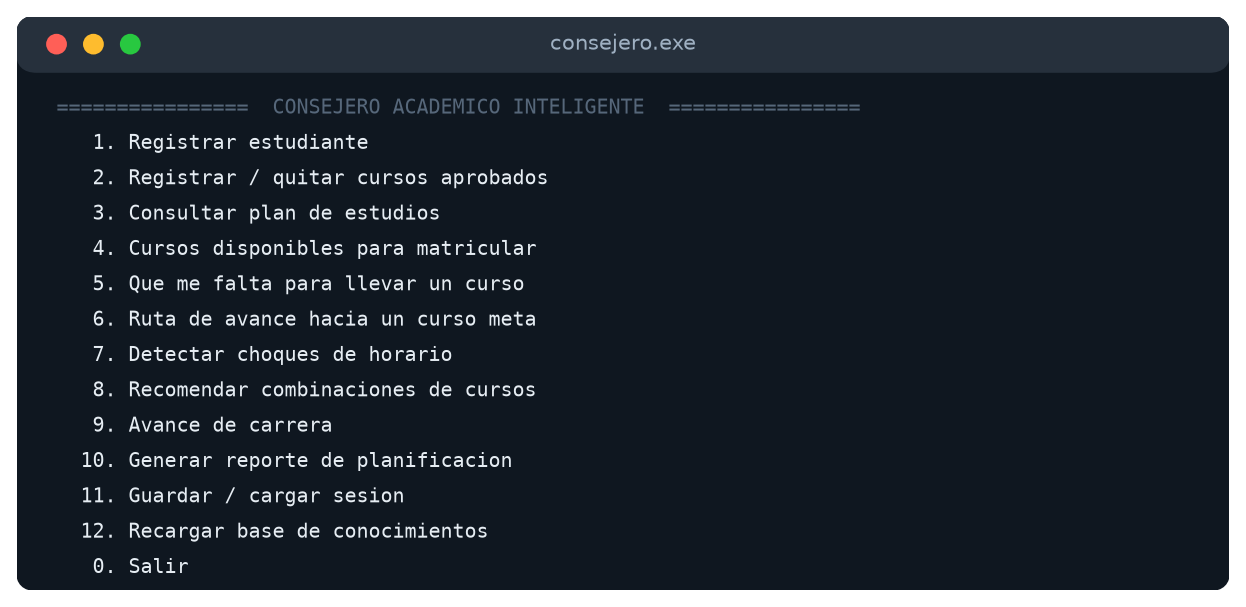 consejero.exe
================  CONSEJERO ACADEMICO INTELIGENTE  ================
1. Registrar estudiante
2. Registrar / quitar cursos aprobados
3. Consultar plan de estudios
4. Cursos disponibles para matricular
5. Que me falta para llevar un curso
6. Ruta de avance hacia un curso meta
7. Detectar choques de horario
8. Recomendar combinaciones de cursos
9. Avance de carrera
10. Generar reporte de planificacion
11. Guardar / cargar sesion
12. Recargar base de conocimientos
0. Salir